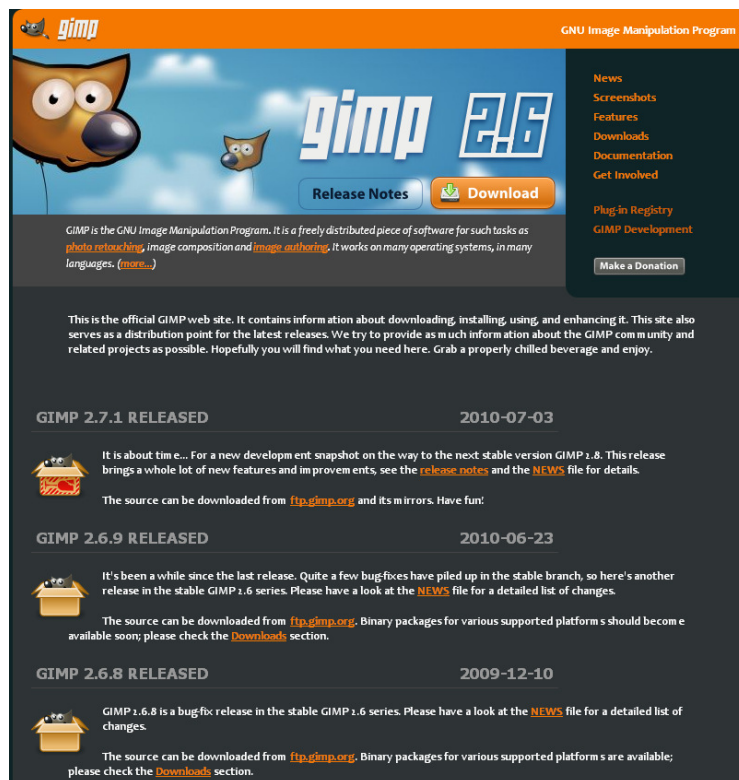 gimp
GNU Image Manipulation Program
gimp 2.6
Release Notes
Download
News
Screenshots
Features
Downloads
Documentation
Get Involved
Plug-in Registry
GIMP Development
Make a Donation
GIMP is the GNU Image Manipulation Program. It is a freely distributed piece of software for such tasks as
photo retouching, image composition and image authoring. It works on many operating systems, in many
languages. (more...)
This is the official GIMP web site. It contains information about downloading, installing, using, and enhancing it. This site also
serves as a distribution point for the latest releases. We try to provide as much information about the GIMP community and
related projects as possible. Hopefully you will find what you need here. Grab a properly chilled beverage and enjoy.
GIMP 2.7.1 RELEASED 2010-07-03
It is about time... For a new development snapshot on the way to the next stable version GIMP 2.8. This release
brings a whole lot of new features and improvements, see the release notes and the NEWS file for details.
The source can be downloaded from ftp.gimp.org and its mirrors. Have fun!
GIMP 2.6.9 RELEASED 2010-06-23
It's been a while since the last release. Quite a few bug-fixes have piled up in the stable branch, so here's another
release in the stable GIMP 2.6 series. Please have a look at the NEWS file for a detailed list of changes.
The source can be downloaded from ftp.gimp.org. Binary packages for various supported platforms should become
available soon; please check the Downloads section.
GIMP 2.6.8 RELEASED 2009-12-10
GIMP 2.6.8 is a bug-fix release in the stable GIMP 2.6 series. Please have a look at the NEWS file for a detailed list of
changes.
The source can be downloaded from ftp.gimp.org. Binary packages for various supported platforms are available;
please check the Downloads section.